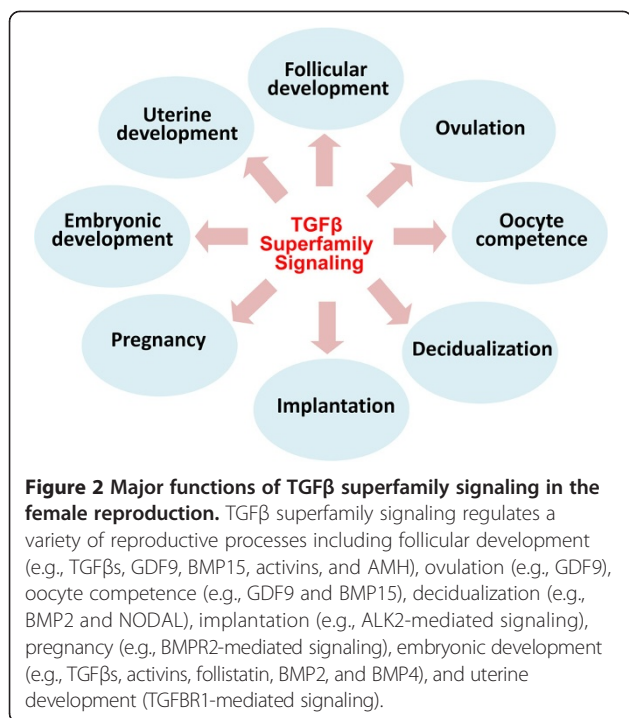 Follicular
development
Uterine
development
Ovulation
Embryonic
development
TGFβ
Superfamily
Signaling
Oocyte
competence
Pregnancy
Decidualization
Implantation
Figure 2 Major functions of TGFβ superfamily signaling in the
female reproduction. TGFβ superfamily signaling regulates a
variety of reproductive processes including follicular development
(e.g., TGFβs, GDF9, BMP15, activins, and AMH), ovulation (e.g., GDF9),
oocyte competence (e.g., GDF9 and BMP15), decidualization (e.g.,
BMP2 and NODAL), implantation (e.g., ALK2-mediated signaling),
pregnancy (e.g., BMPR2-mediated signaling), embryonic development
(e.g., TGFβs, activins, follistatin, BMP2, and BMP4), and uterine
development (TGFBR1-mediated signaling).